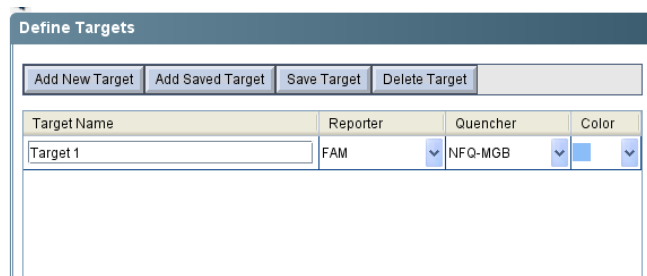 Define Targets
Add New Target Add Saved Target Save Target Delete Target
Target Name Reporter Quencher Color
Target 1 FAM NFQ-MGB